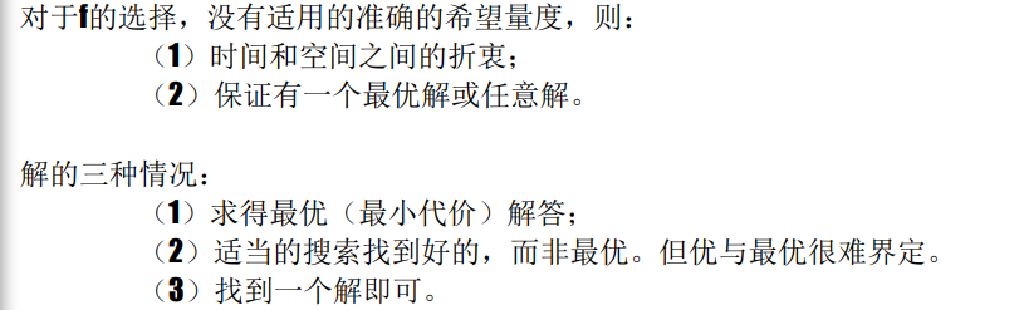 对于f的选择，没有适用的准确的希望量度，则：
（1）时间和空间之间的折衷；
（2）保证有一个最优解或任意解。
解的三种情况：
（1）求得最优（最小代价）解答；
（2）适当的搜索找到好的，而非最优。但优与最优很难界定。
（3）找到一个解即可。